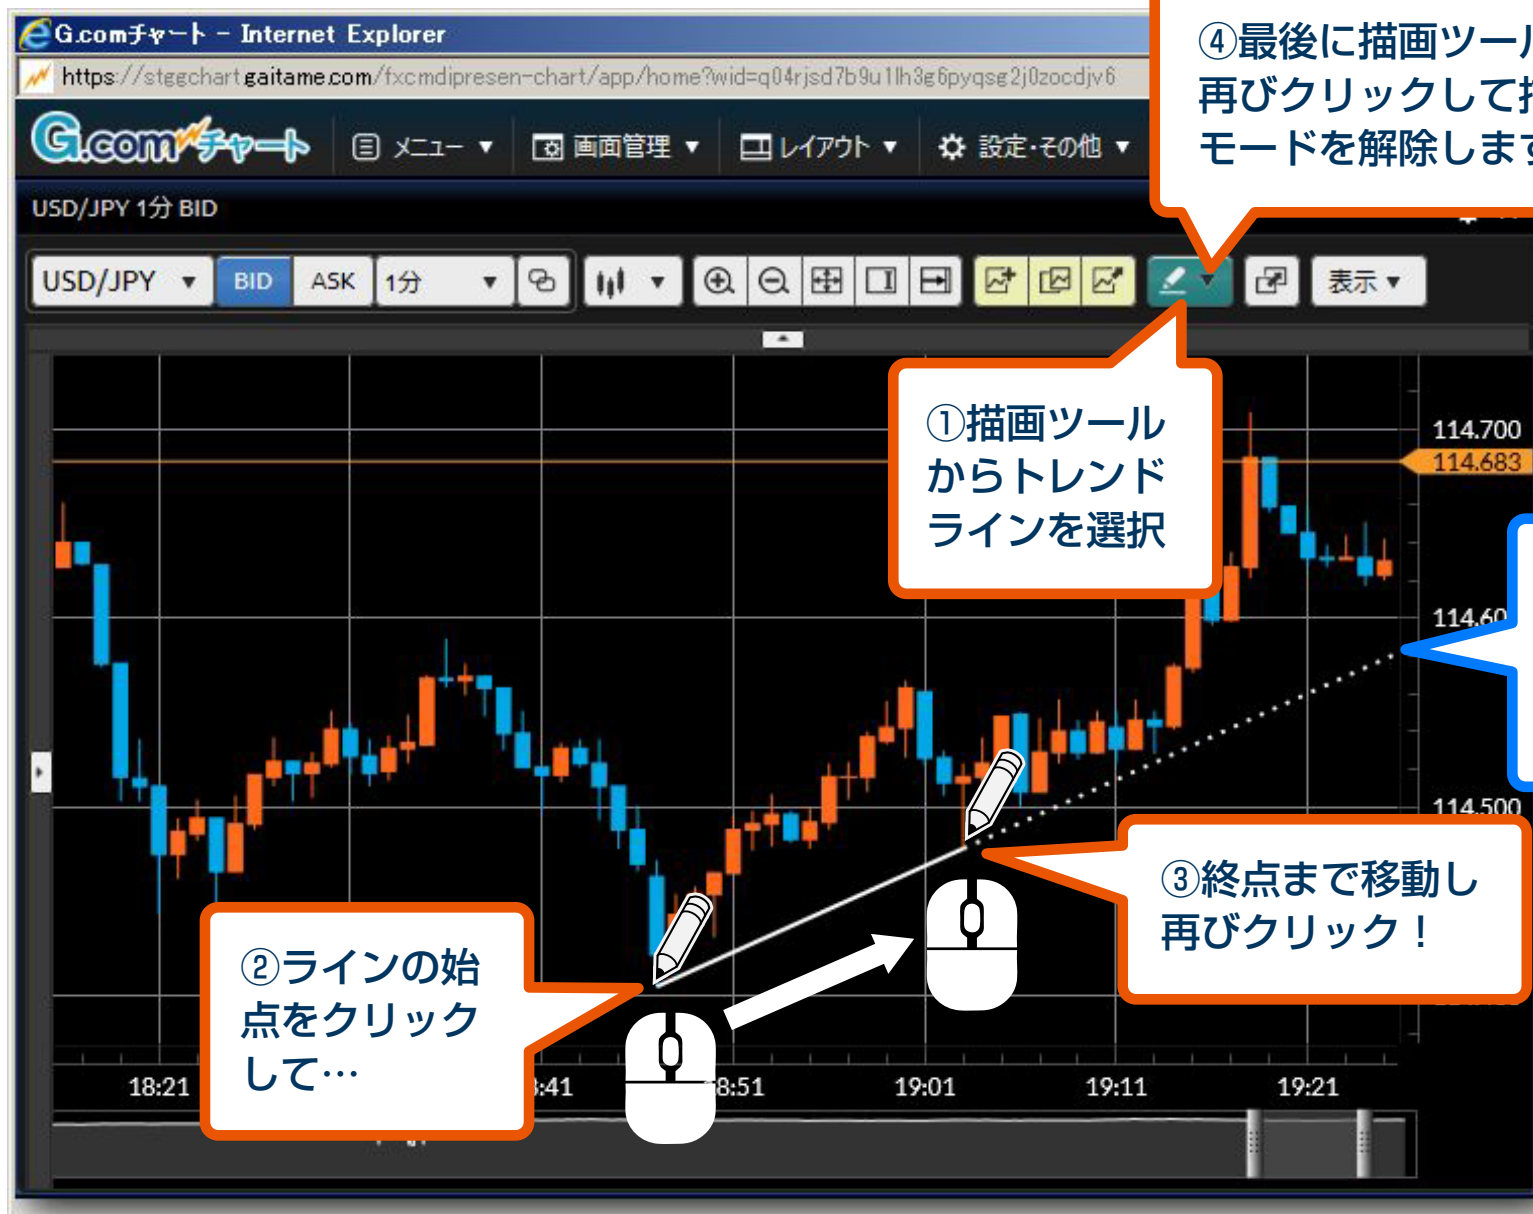 G.comチャート - Internet Explorer
https://steechart.gaitame.com/fxcmdipresen-chart/app/home?wid=q04rjsd7b9u1lh3g6pyqsg2j0zocdjv6
④最後に描画ツール
再びクリックして描
モードを解除します
G.comチャート メニュー ▼ 画面管理 ▼ レイアウト ▼ 設定・その他 ▼
USD/JPY 1分 BID
USD/JPY ▼ BID ASK 1分 ▼ 表示 ▼
①描画ツール
からトレンド
ラインを選択
114.700
114.683
114.60
114.500
③終点まで移動し
再びクリック！
②ラインの始
点をクリック
して…
18:21 :41 8:51 19:01 19:11 19:21